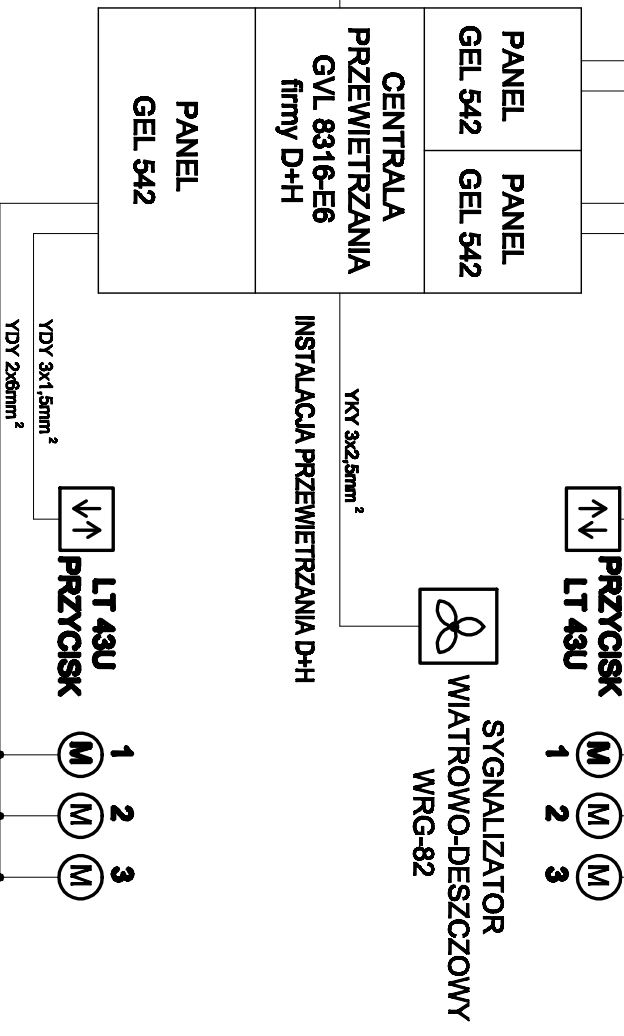 PANEL
GEL 542
PANEL
GEL 542
CENTRALA
PRZEWIETRZANIA
GVL 8316-E6
firmy D+H
PANEL
GEL 542
INSTALACJA PRZEWIETRZANIA D+H
YKY 3x2,5mm²
YDY 3x1,5mm²
YDY 2x6mm²
PRZYCISK
LT 43U
LT 43U
PRZYCISK
SYGNALIZATOR
WIATROWO-DESZCZOWY
WRG-82
1
2
3
M
M
M
1
2
3
M
M
M